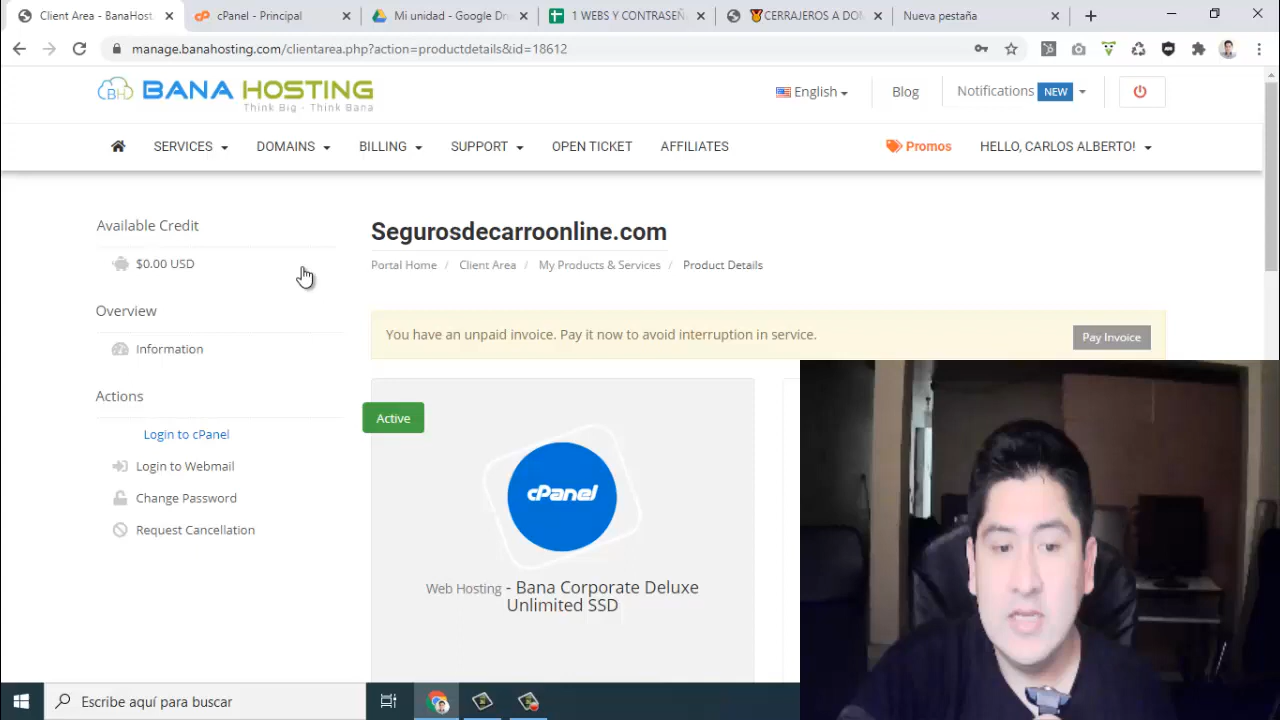 Client Area - BanaHost
cPanel - Principal
Mi unidad - Google Dr
1 WEBS Y CONTRASEÑ
CERRAJEROS A DOM
Nueva pestaña
manage.banahosting.com/clientarea.php?action=productdetails&id=18612
BH BANA HOSTING
Think Big - Think Bana
English
Blog
Notifications NEW
SERVICES
DOMAINS
BILLING
SUPPORT
OPEN TICKET
AFFILIATES
Promos
HELLO, CARLOS ALBERTO!
Available Credit
$0.00 USD
Overview
Information
Actions
Login to cPanel
Login to Webmail
Change Password
Request Cancellation
Segurosdecarroonline.com
Portal Home / Client Area / My Products & Services / Product Details
You have an unpaid invoice. Pay it now to avoid interruption in service.
Pay Invoice
Active
cPanel
Web Hosting - Bana Corporate Deluxe
Unlimited SSD
Escribe aquí para buscar